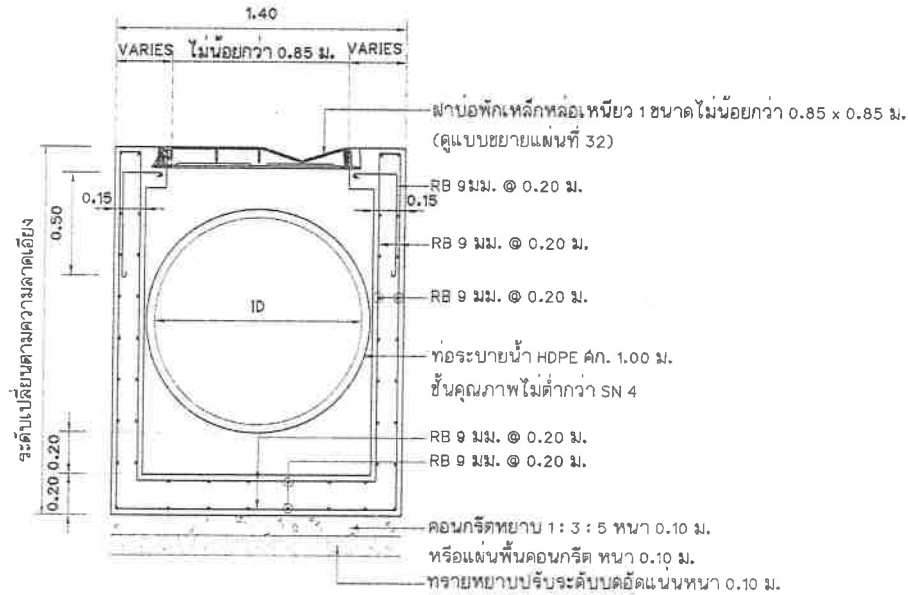 1.40
VARIES ไม่น้อยกว่า 0.85 ม. VARIES
ฝาบ่อพักเหล็กหล่อเหนียว 1 ขนาดไม่น้อยกว่า 0.85 x 0.85 ม.
(ดูแบบขยายแผ่นที่ 32)
RB 9 มม. @ 0.20 ม.
0.15
0.15
0.50
RB 9 มม. @ 0.20 ม.
RB 9 มม. @ 0.20 ม.
ID
ระดับเปลี่ยนตามความลาดเอียง
ท่อระบายน้ำ HDPE ศก. 1.00 ม.
ชั้นคุณภาพไม่ต่ำกว่า SN 4
0.20
RB 9 มม. @ 0.20 ม.
RB 9 มม. @ 0.20 ม.
0.20
คอนกรีตหยาบ 1 : 3 : 5 หนา 0.10 ม.
หรือแผ่นพื้นคอนกรีต หนา 0.10 ม.
ทรายหยาบปรับระดับบดอัดแน่นหนา 0.10 ม.